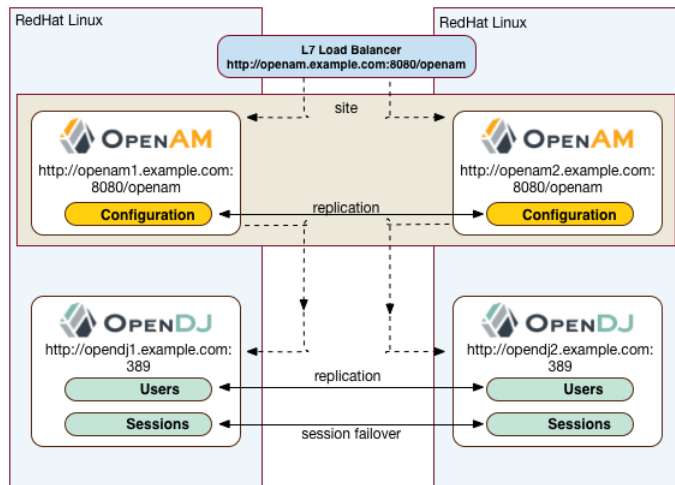 RedHat Linux
RedHat Linux
L7 Load Balancer
http://openam.example.com:8080/openam
site
OPENAM
http://openam1.example.com:
8080/openam
Configuration
OPENAM
http://openam2.example.com:
8080/openam
Configuration
replication
OPENDJ
http://opendj1.example.com:
389
Users
Sessions
OPENDJ
http://opendj2.example.com:
389
Users
Sessions
replication
session failover